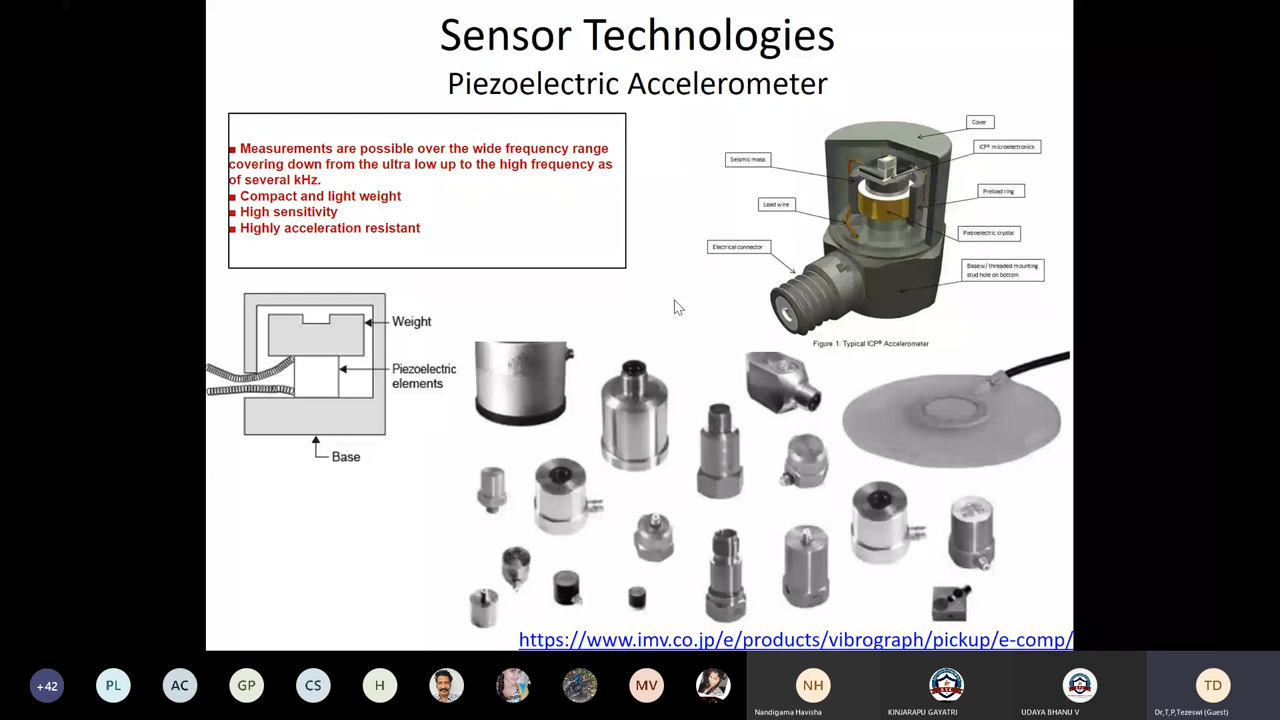 Sensor Technologies
Piezoelectric Accelerometer
■ Measurements are possible over the wide frequency range
covering down from the ultra low up to the high frequency as
of several kHz.
■ Compact and light weight
■ High sensitivity
■ Highly acceleration resistant
Cover
ICP® microelectronics
Seismic mass
Preload ring
Lead wire
Piezoelectric crystal
Electrical connector
Base w/ threaded mounting
stud hole on bottom
Figure 1: Typical ICP® Accelerometer
Weight
Piezoelectric
elements
Base
https://www.imv.co.jp/e/products/vibrograph/pickup/e-comp/
+42
PL
AC
GP
CS
H
MV
NH
TD
Nandigama Havisha
KINJARAPU GAYATRI
UDAYA BHANU V
Dr,T,P,Tezeswi (Guest)